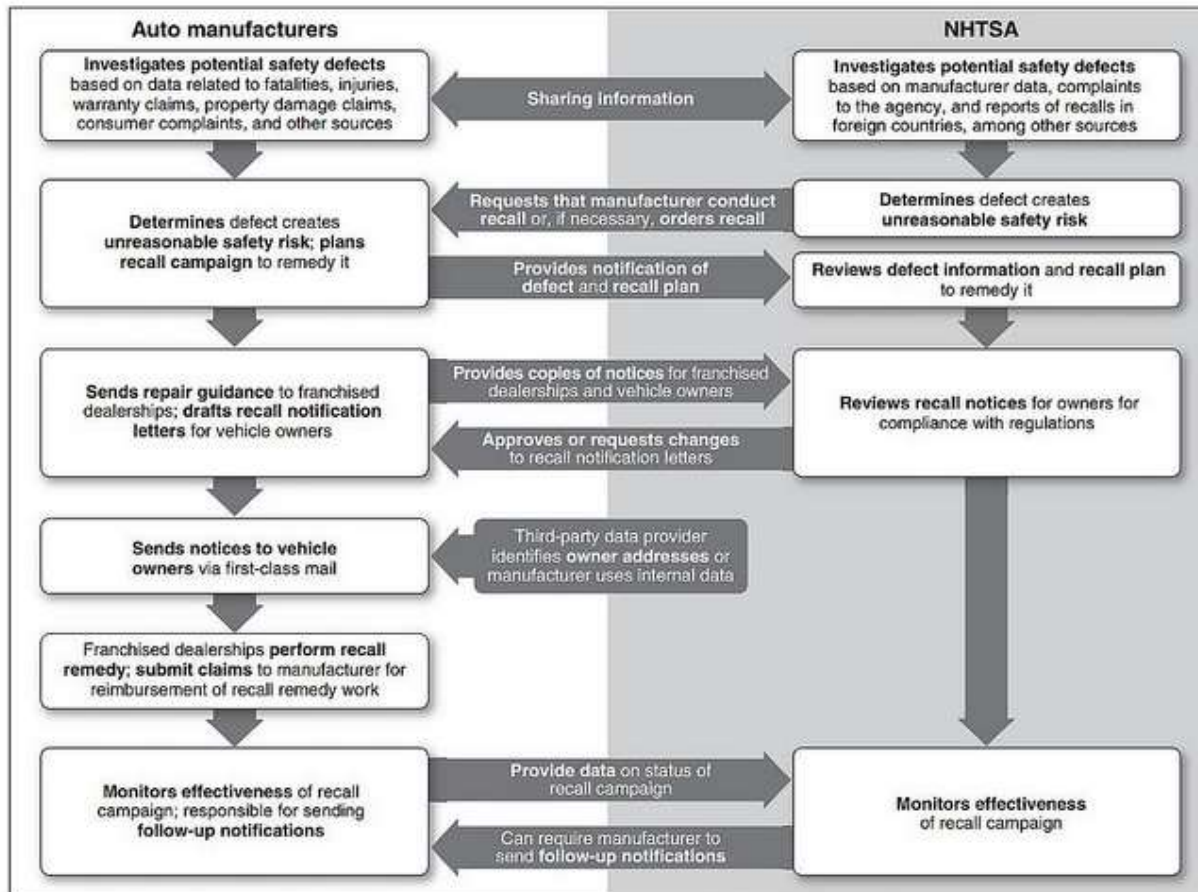 Auto manufacturers
NHTSA
Investigates potential safety defects
based on data related to fatalities, injuries,
warranty claims, property damage claims,
consumer complaints, and other sources
Sharing Information
Investigates potential safety defects
based on manufacturer data, complaints
to the agency, and reports of recalls in
foreign countries, among other sources
Determines defect creates
unreasonable safety risk; plans
recall campaign to remedy it
Requests that manufacturer conduct
recall or, if necessary, orders recall
Determines defect creates
unreasonable safety risk
Provides notification of
defect and recall plan
Reviews defect information and recall plan
to remedy it
Sends repair guidance to franchised
dealerships; drafts recall notification
letters for vehicle owners
Provides copies of notices for franchised
dealerships and vehicle owners
Approves or requests changes
to recall notification letters
Reviews recall notices for owners for
compliance with regulations
Sends notices to vehicle
owners via first-class mail
Third-party data provider
identifies owner addresses or
manufacturer uses internal data
Franchised dealerships perform recall
remedy; submit claims to manufacturer for
reimbursement of recall remedy work
Monitors effectiveness of recall
campaign; responsible for sending
follow-up notifications
Provide data on status of
recall campaign
Can require manufacturer to
send follow-up notifications
Monitors effectiveness
of recall campaign